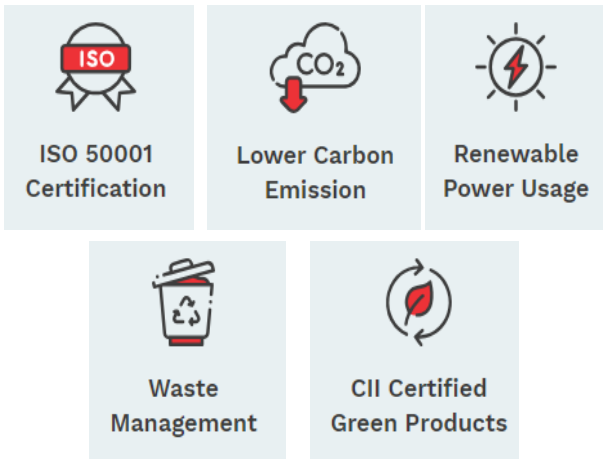 ISO
ISO 50001
Certification
CO₂
Lower Carbon
Emission
Renewable
Power Usage
Waste
Management
CII Certified
Green Products